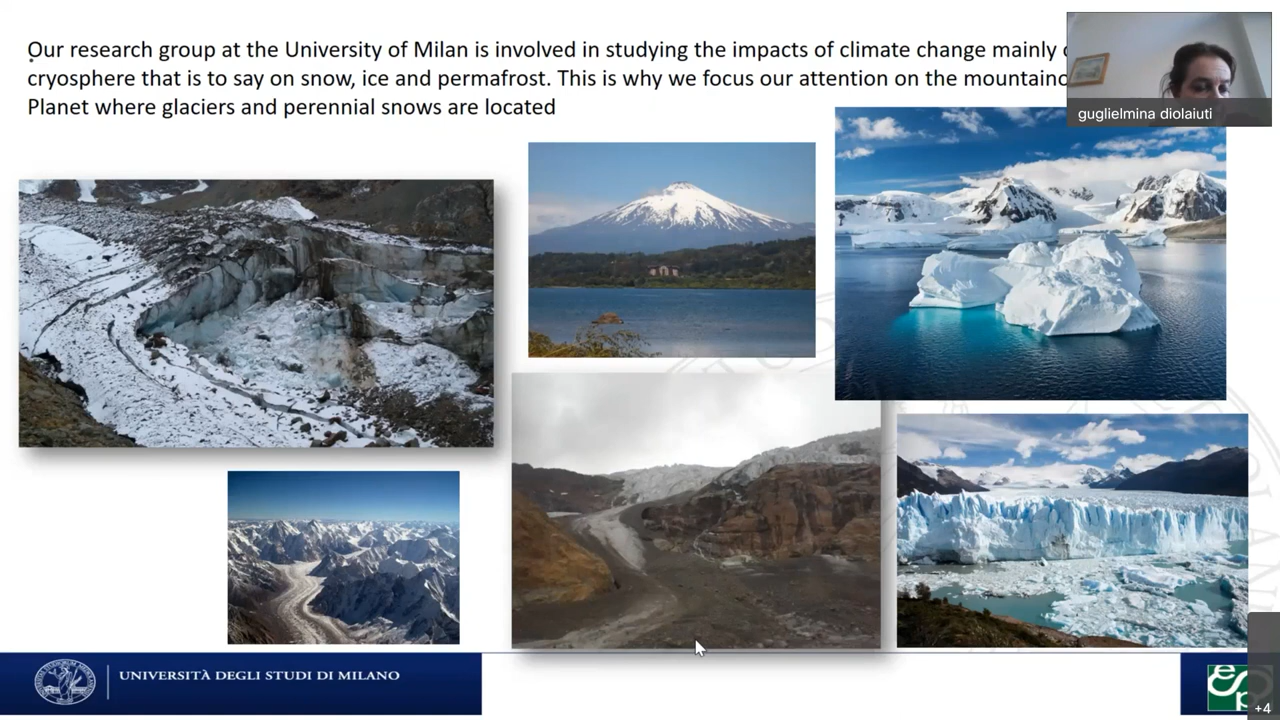 Our research group at the University of Milan is involved in studying the impacts of climate change mainly
cryosphere that is to say on snow, ice and permafrost. This is why we focus our attention on the
Planet where glaciers and perennial snows are located
guglielmina diolaiuti
UNIVERSITÀ DEGLI STUDI DI MILANO
esp
+4